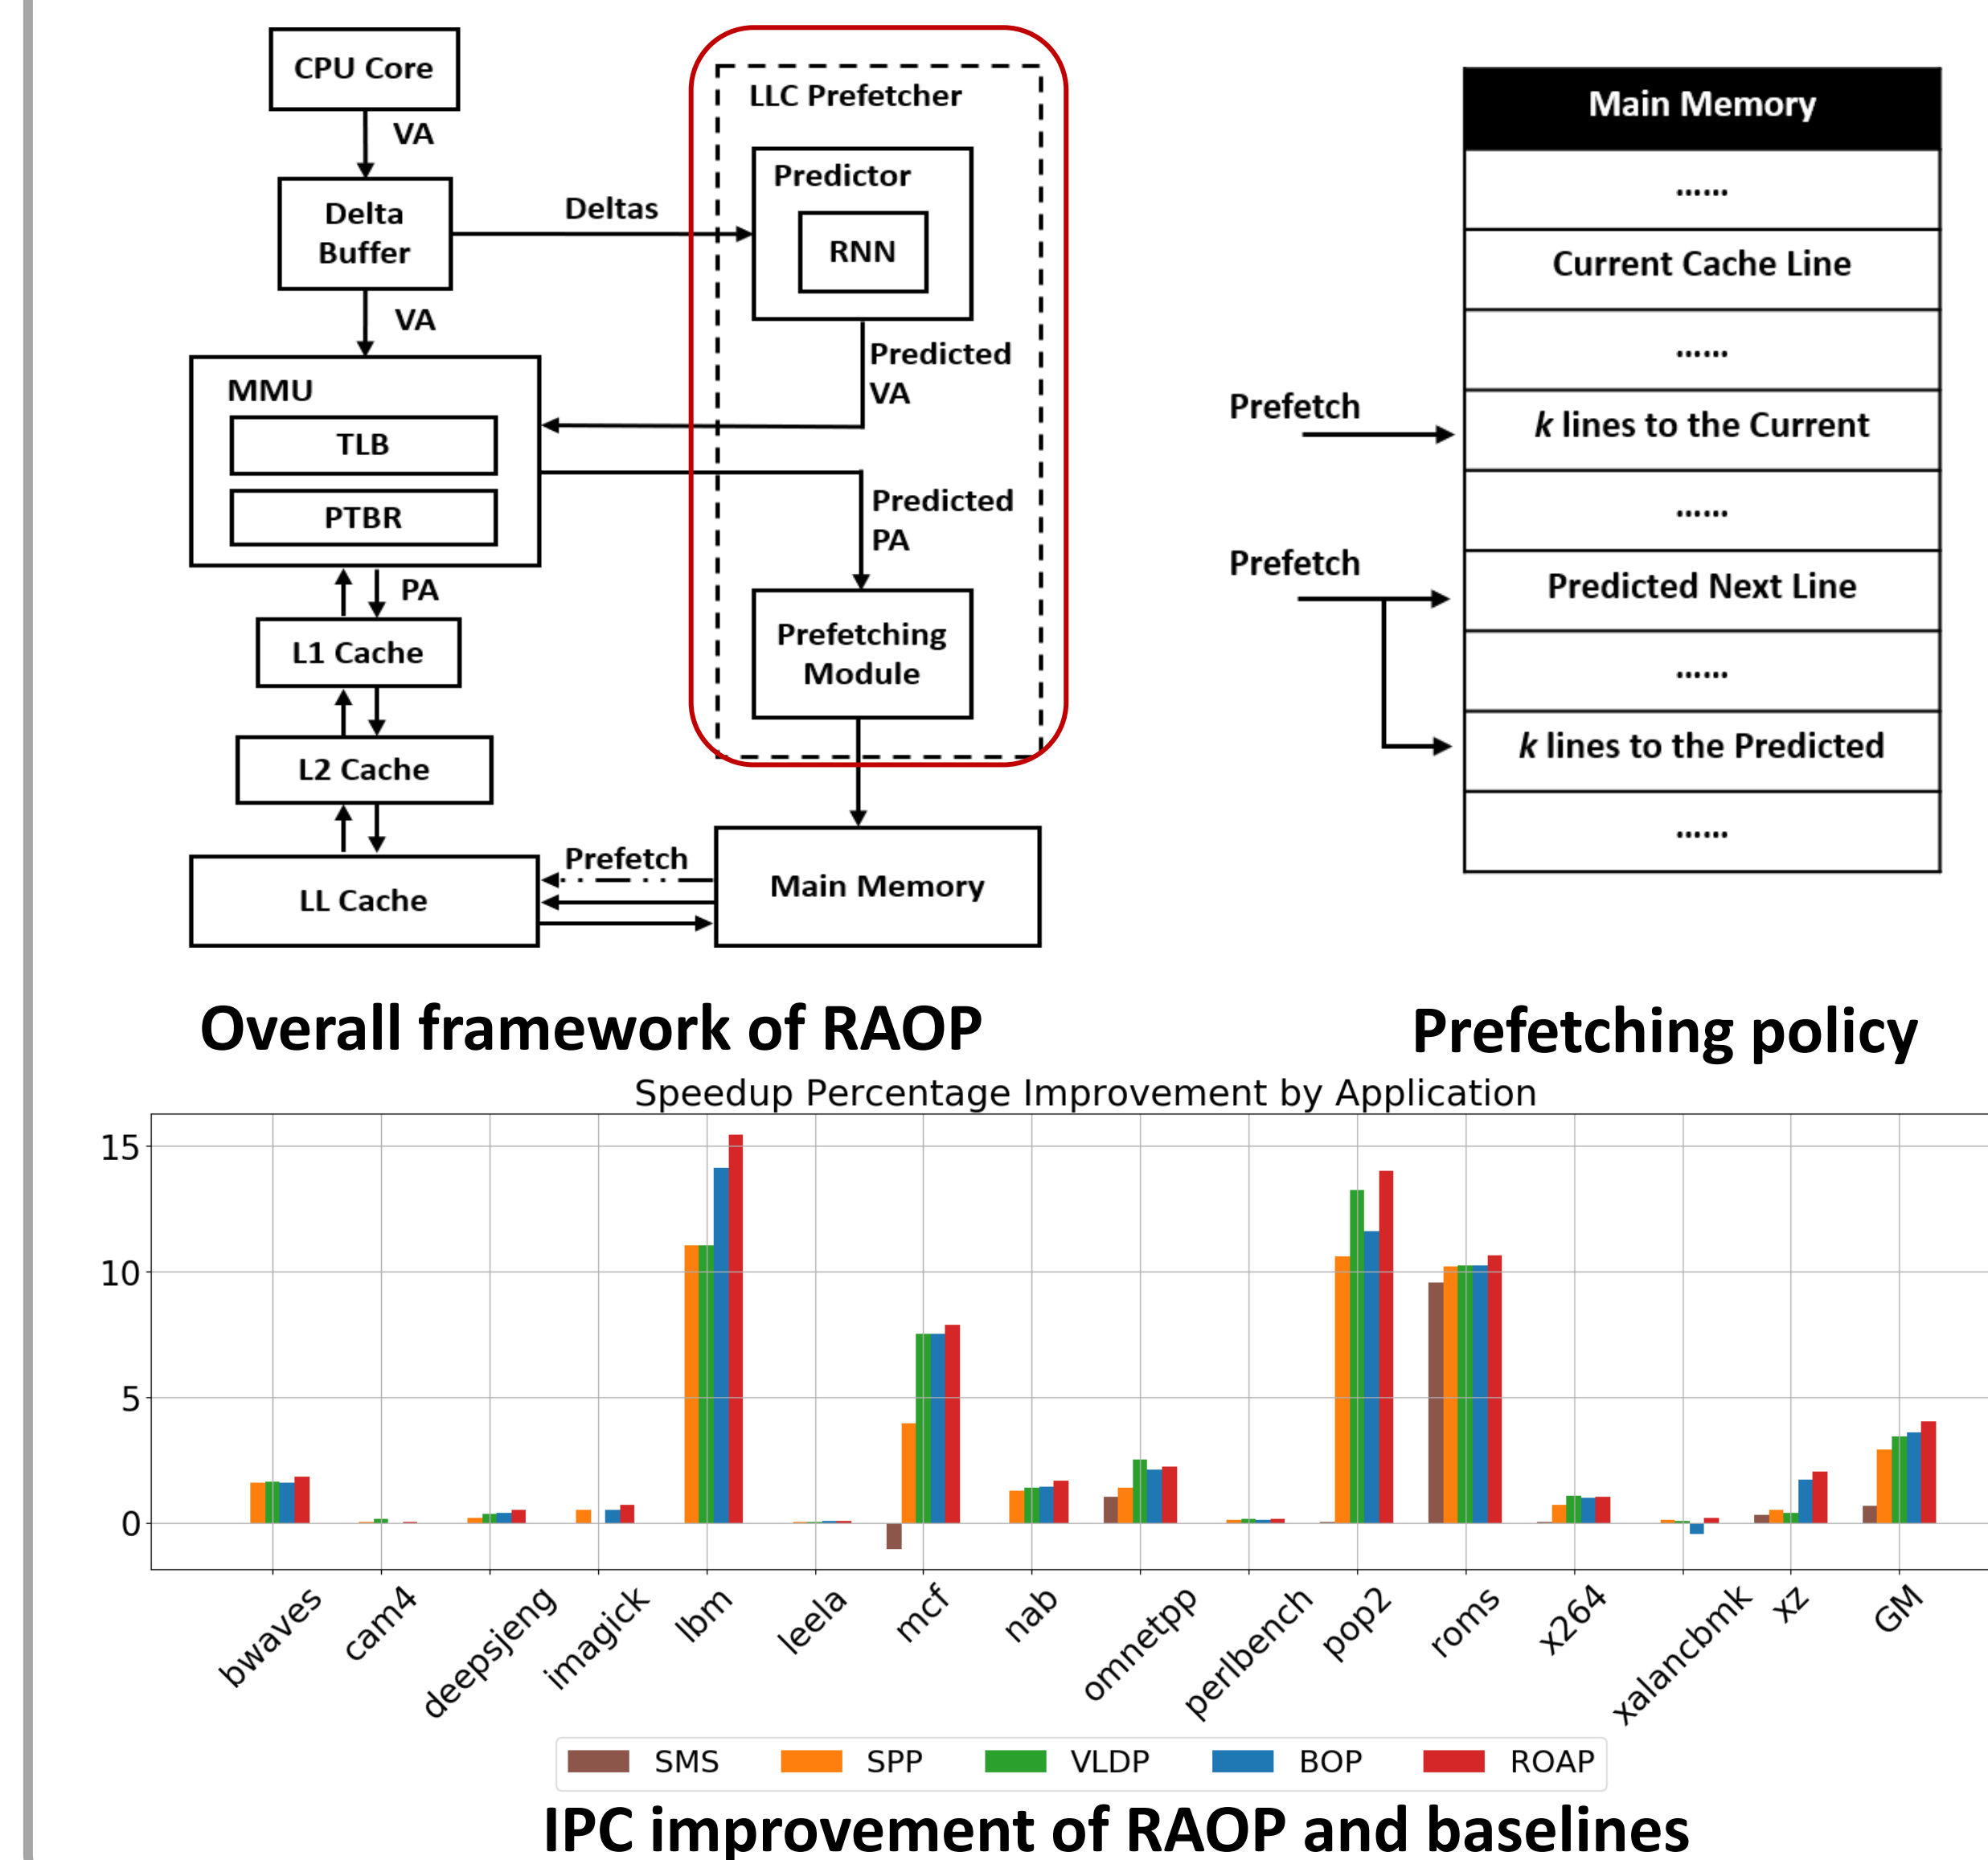 CPU Core
VA
Delta
Buffer
Deltas
VA
MMU
TLB
PTBR
PA
L1 Cache
L2 Cache
LL Cache
LLC Prefetcher
Predictor
RNN
Predicted
VA
Predicted
PA
Prefetching
Module
Prefetch
Main Memory
Overall framework of RAOP
Main Memory
......
Current Cache Line
......
Prefetch
k lines to the Current
......
Prefetch
Predicted Next Line
......
k lines to the Predicted
......
Prefetching policy
Speedup Percentage Improvement by Application
15
10
5
0
bwaves
cam4
deepsjeng
imagick
lbm
leela
mcf
nab
omnetpp
perlbench
pop2
roms
x264
xalancbmk
xz
GM
SMS SPP VLDP BOP ROAP
IPC improvement of RAOP and baselines